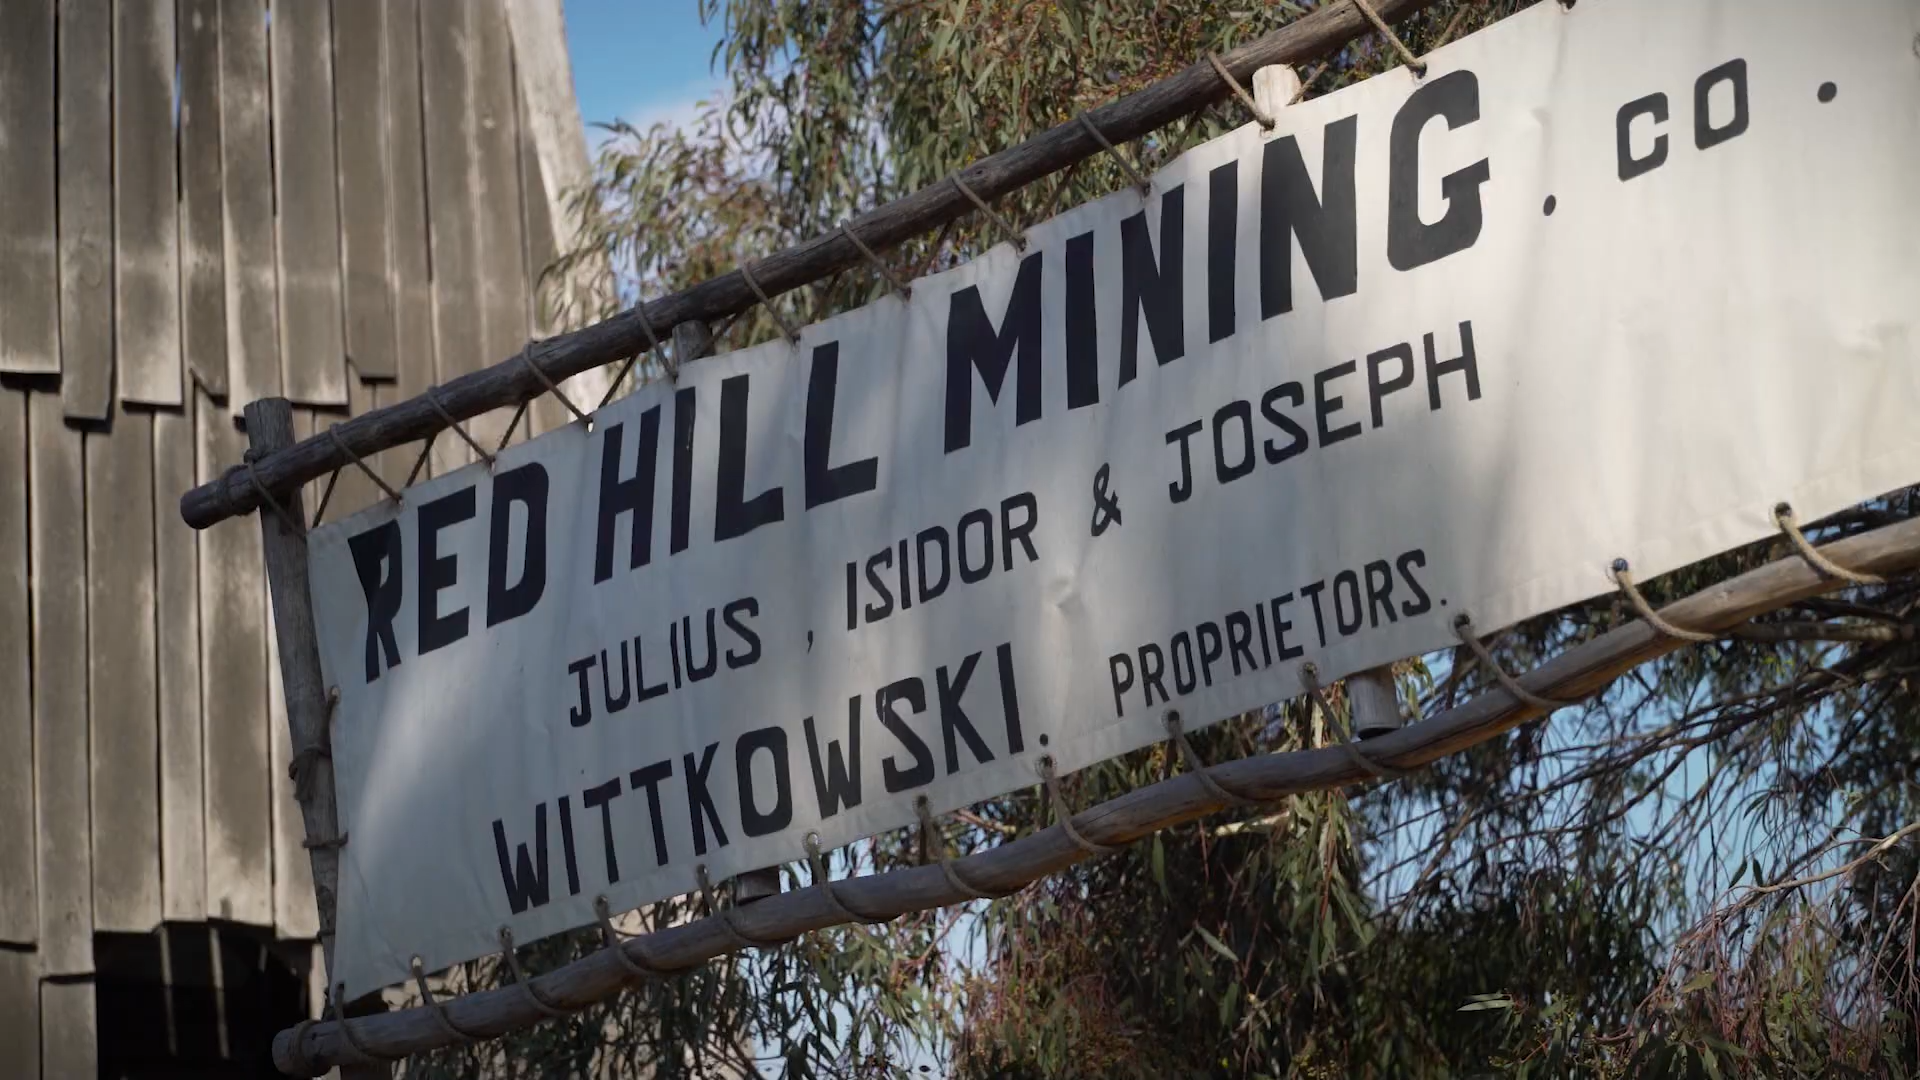 RED HILL MINING . CO .
JULIUS , ISIDOR & JOSEPH
WITTKOWSKI. PROPRIETORS.